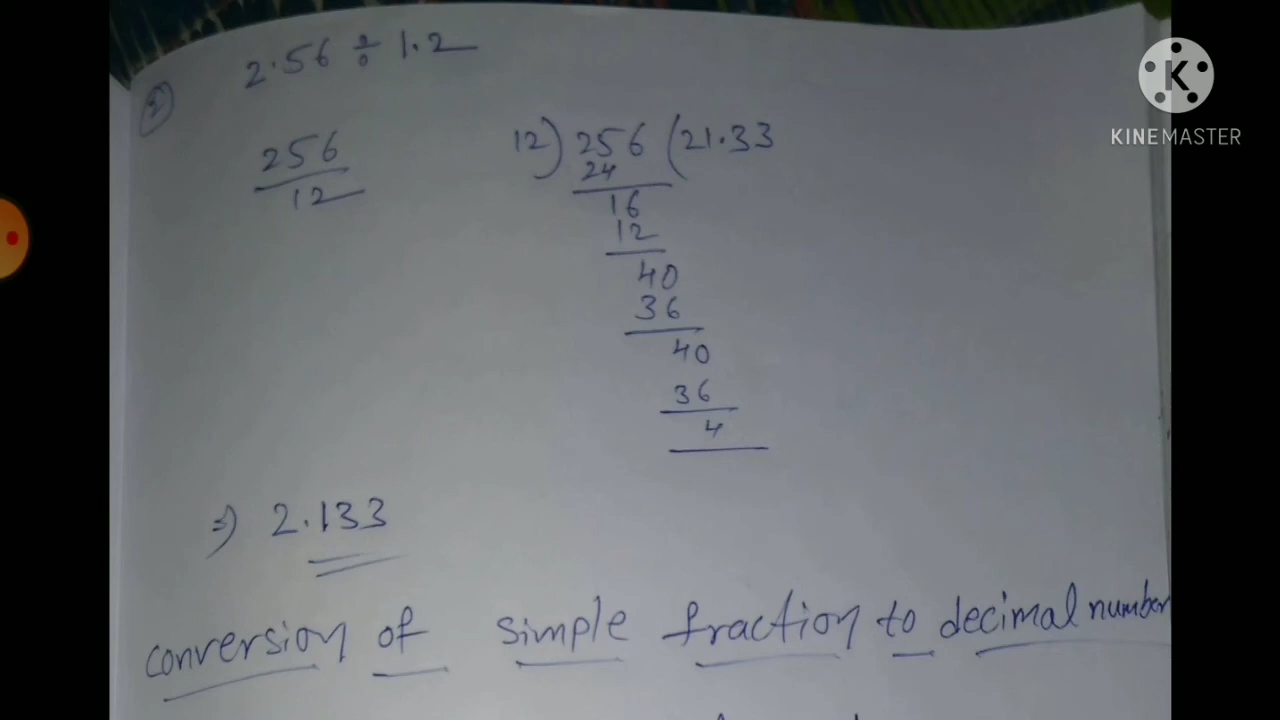 2) 2.56 ÷ 1.2
256
12
12) 256 (21.33
24
16
12
40
36
40
36
4
⇒) 2.133
conversion of simple fraction to decimal number
KINEMASTER